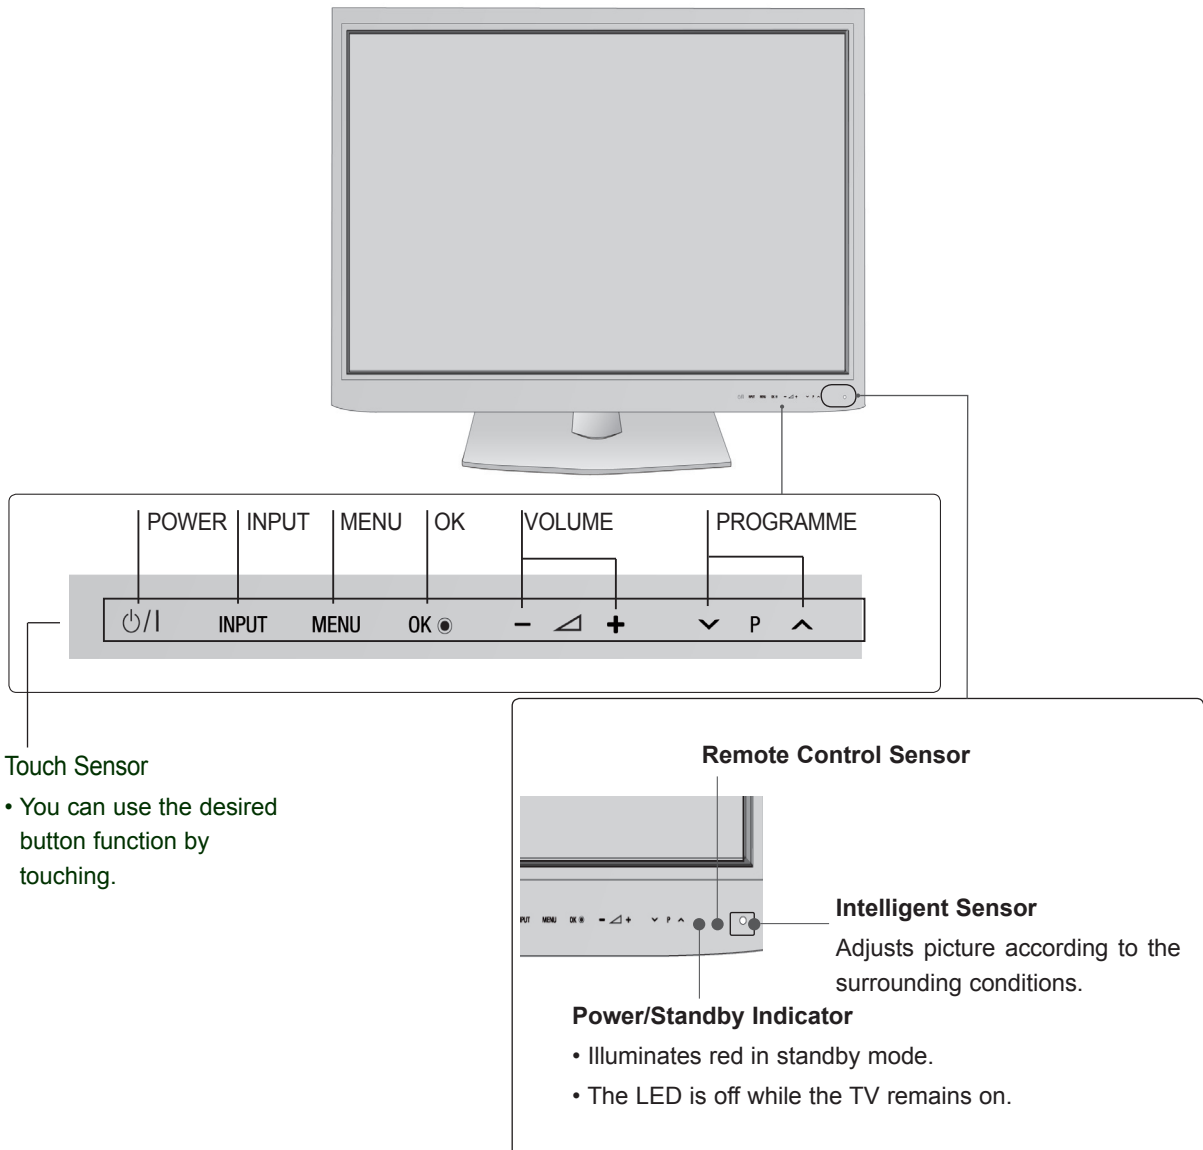 POWER INPUT MENU OK VOLUME PROGRAMME
⏻/I INPUT MENU OK ◉ − ⊿ + ⌄ P ⌃
Touch Sensor
• You can use the desired
button function by
touching.
Remote Control Sensor
MENU OK ◉ − ⊿ + ⌄ P ⌃
Intelligent Sensor
Adjusts picture according to the
surrounding conditions.
Power/Standby Indicator
• Illuminates red in standby mode.
• The LED is off while the TV remains on.